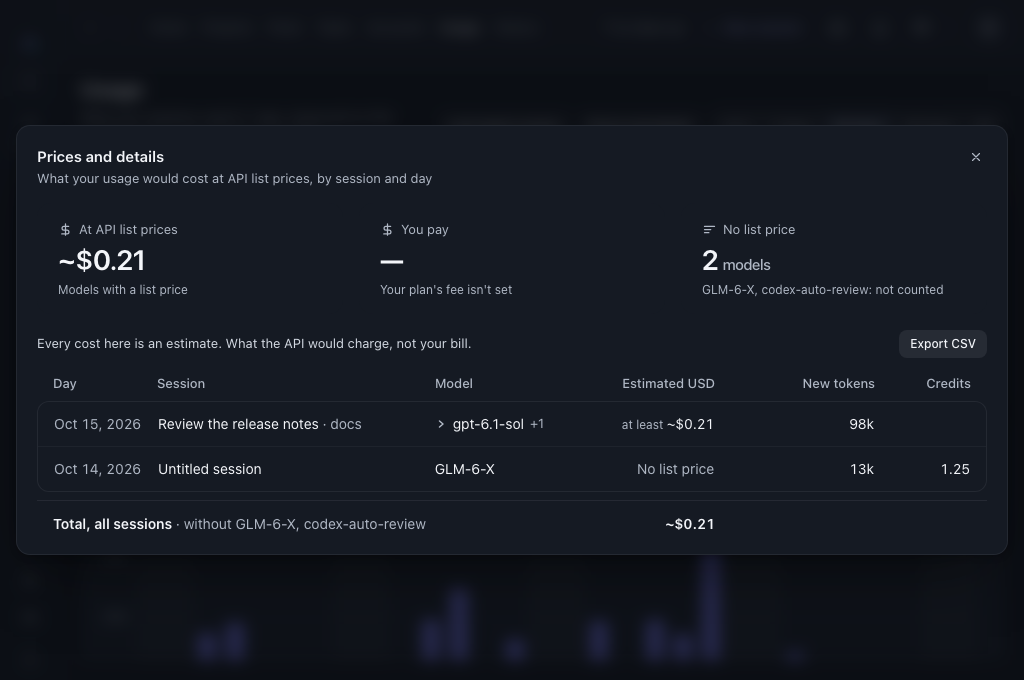 Prices and details
What your usage would cost at API list prices, by session and day
At API list prices
~$0.21
Models with a list price
You pay
—
Your plan's fee isn't set
No list price
2 models
GLM-6-X, codex-auto-review: not counted
Every cost here is an estimate. What the API would charge, not your bill.
Export CSV
Day Session Model Estimated USD New tokens Credits
Oct 15, 2026 Review the release notes · docs gpt-6.1-sol +1 at least ~$0.21 98k
Oct 14, 2026 Untitled session GLM-6-X No list price 13k 1.25
Total, all sessions · without GLM-6-X, codex-auto-review ~$0.21